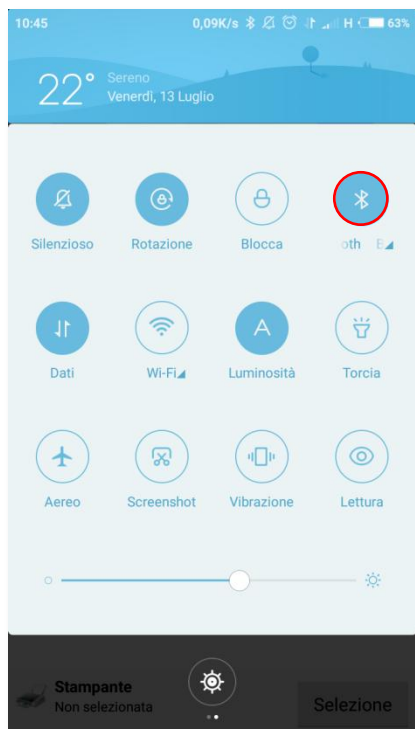 10:45 0,09K/s H 63%
22° Sereno
Venerdì, 13 Luglio
Silenzioso Rotazione Blocca oth
Dati Wi-Fi A Luminosità Torcia
Aereo Screenshot Vibrazione Lettura
Stampante
Non selezionata
Selezione